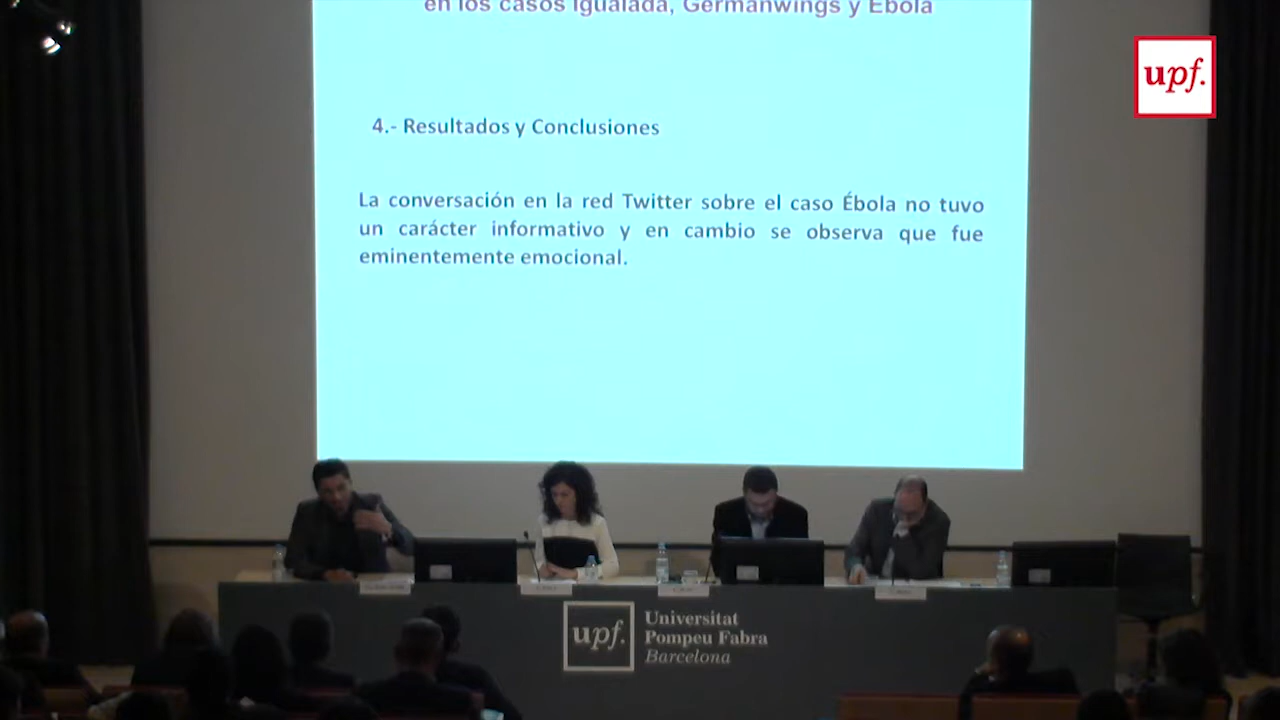 en los casos Igualada, Germanwings y Ébola
upf.
4.- Resultados y Conclusiones
La conversación en la red Twitter sobre el caso Ébola no tuvo
un carácter informativo y en cambio se observa que fue
eminentemente emocional.
upf.
Universitat
Pompeu Fabra
Barcelona